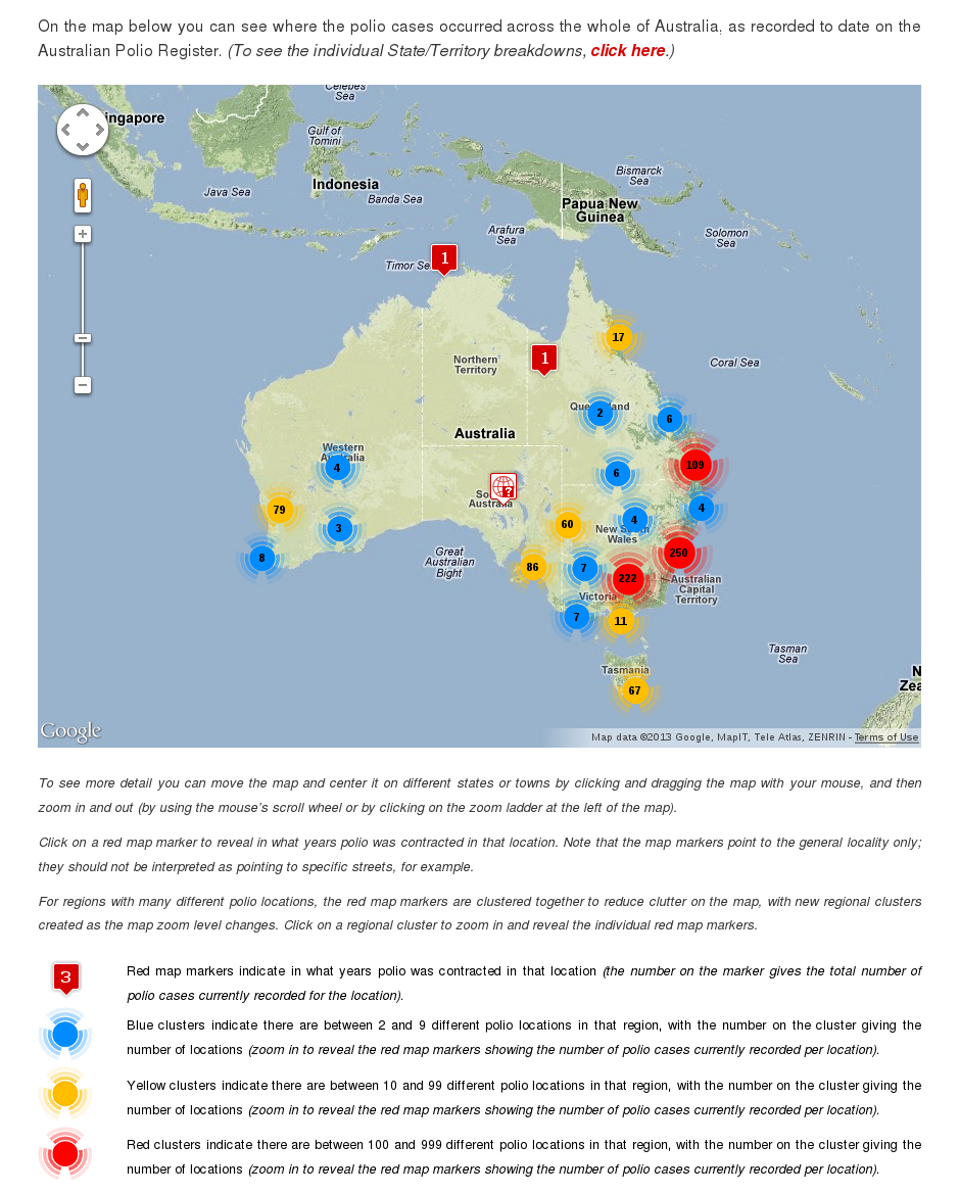 On the map below you can see where the polio cases occurred across the whole of Australia, as recorded to date on the
Australian Polio Register. (To see the individual State/Territory breakdowns, click here.)
Celebes
Sea
ingapore
Gulf of
Tomini
Bismarck
Sea
Indonesia
Java Sea
Banda Sea
Papua New
Guinea
Arafura
Sea
Solomon
Sea
1
Timor Se
17
1
Northern
Territory
Coral Sea
Que
and
2
6
Australia
Western
Au
alia
4
109
6
So
Austra
a
79
4
60
4
New S
th
Wales
3
250
8
Great
Australian
Bight
86
7
222
Australian
Capital
Territory
Victoria
7
11
Tasman
Sea
Tasmania
67
N
Zea
Google
Map data ©2013 Google, MapIT, Tele Atlas, ZENRIN - Terms of Use
To see more detail you can move the map and center it on different states or towns by clicking and dragging the map with your mouse, and then
zoom in and out (by using the mouse's scroll wheel or by clicking on the zoom ladder at the left of the map).
Click on a red map marker to reveal in what years polio was contracted in that location. Note that the map markers point to the general locality only;
they should not be interpreted as pointing to specific streets, for example.
For regions with many different polio locations, the red map markers are clustered together to reduce clutter on the map, with new regional clusters
created as the map zoom level changes. Click on a regional cluster to zoom in and reveal the individual red map markers.
3
Red map markers indicate in what years polio was contracted in that location (the number on the marker gives the total number of
polio cases currently recorded for the location).
Blue clusters indicate there are between 2 and 9 different polio locations in that region, with the number on the cluster giving the
number of locations (zoom in to reveal the red map markers showing the number of polio cases currently recorded per location).
Yellow clusters indicate there are between 10 and 99 different polio locations in that region, with the number on the cluster giving the
number of locations (zoom in to reveal the red map markers showing the number of polio cases currently recorded per location).
Red clusters indicate there are between 100 and 999 different polio locations in that region, with the number on the cluster giving the
number of locations (zoom in to reveal the red map markers showing the number of polio cases currently recorded per location).